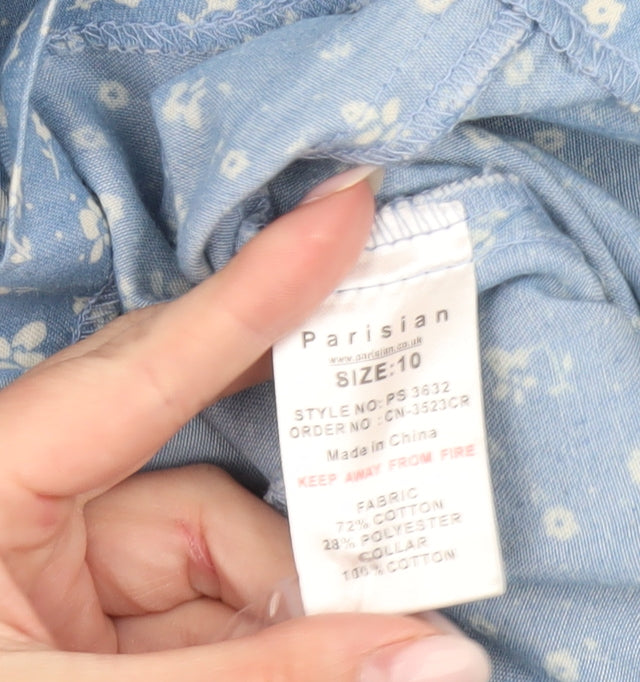 Parisian
www.parisian.co.uk
SIZE:10
STYLE NO: PS 3632
ORDER NO : CN-3523CR
Made in China
KEEP AWAY FROM FIRE
FABRIC
72% COTTON
28% POLYESTER
COLLAR
100% COTTON